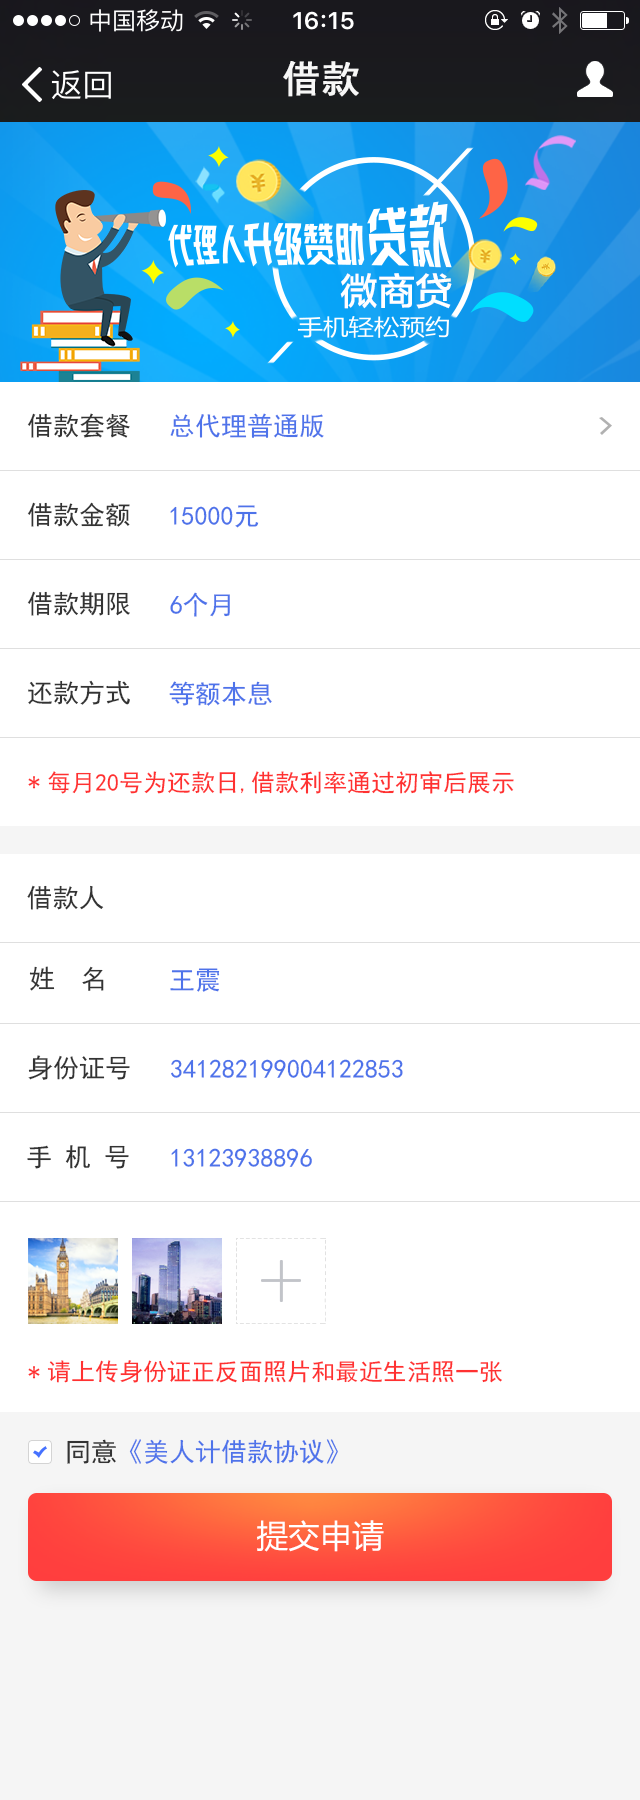 中国移动 16:15
返回 借款
代理人升级赞助贷款
微商贷
手机轻松预约
借款套餐 总代理普通版
借款金额 15000元
借款期限 6个月
还款方式 等额本息
* 每月20号为还款日,借款利率通过初审后展示
借款人
姓 名 王震
身份证号 341282199004122853
手 机 号 13123938896
* 请上传身份证正反面照片和最近生活照一张
同意《美人计借款协议》
提交申请